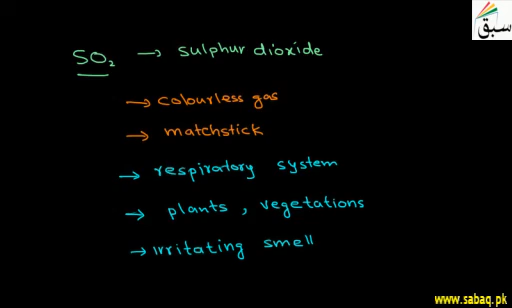 سبق
SO₂ → sulphur dioxide
→ colourless gas
→ matchstick
→ respiratory system
→ plants, vegetations
→ irritating smell
www.sabaq.pk